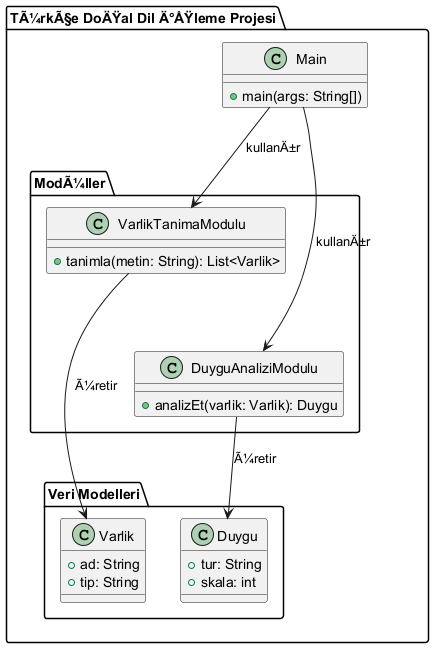 TÃ¼rkÃ§e DoÄŸal Dil Ä°ÅŸleme Projesi
C Main
main(args: String[])
kullanÄ±r
ModÃ¼ller
C VarlikTanimaModulu
tanimla(metin: String): List<Varlik>
kullanÄ±r
C DuyguAnaliziModulu
analizEt(varlik: Varlik): Duygu
Ã¼retir
Ã¼retir
Veri Modelleri
C Varlik
ad: String
tip: String
C Duygu
tur: String
skala: int